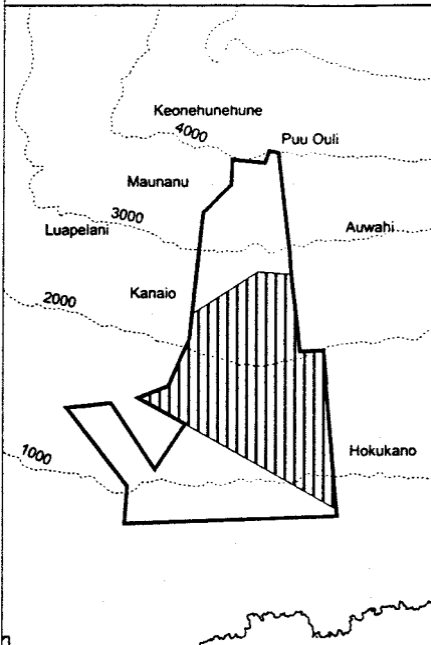 Keonehunehune
4000
Puu Ouli
Maunanu
3000
Luapelani
Auwahi
Kanaio
2000
1000
Hokukano